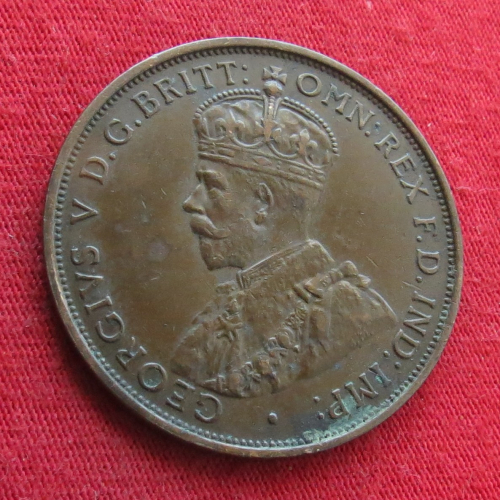 GEORGIVS V D.G.BRITT: OMN: REX F.D.IND: IMP: